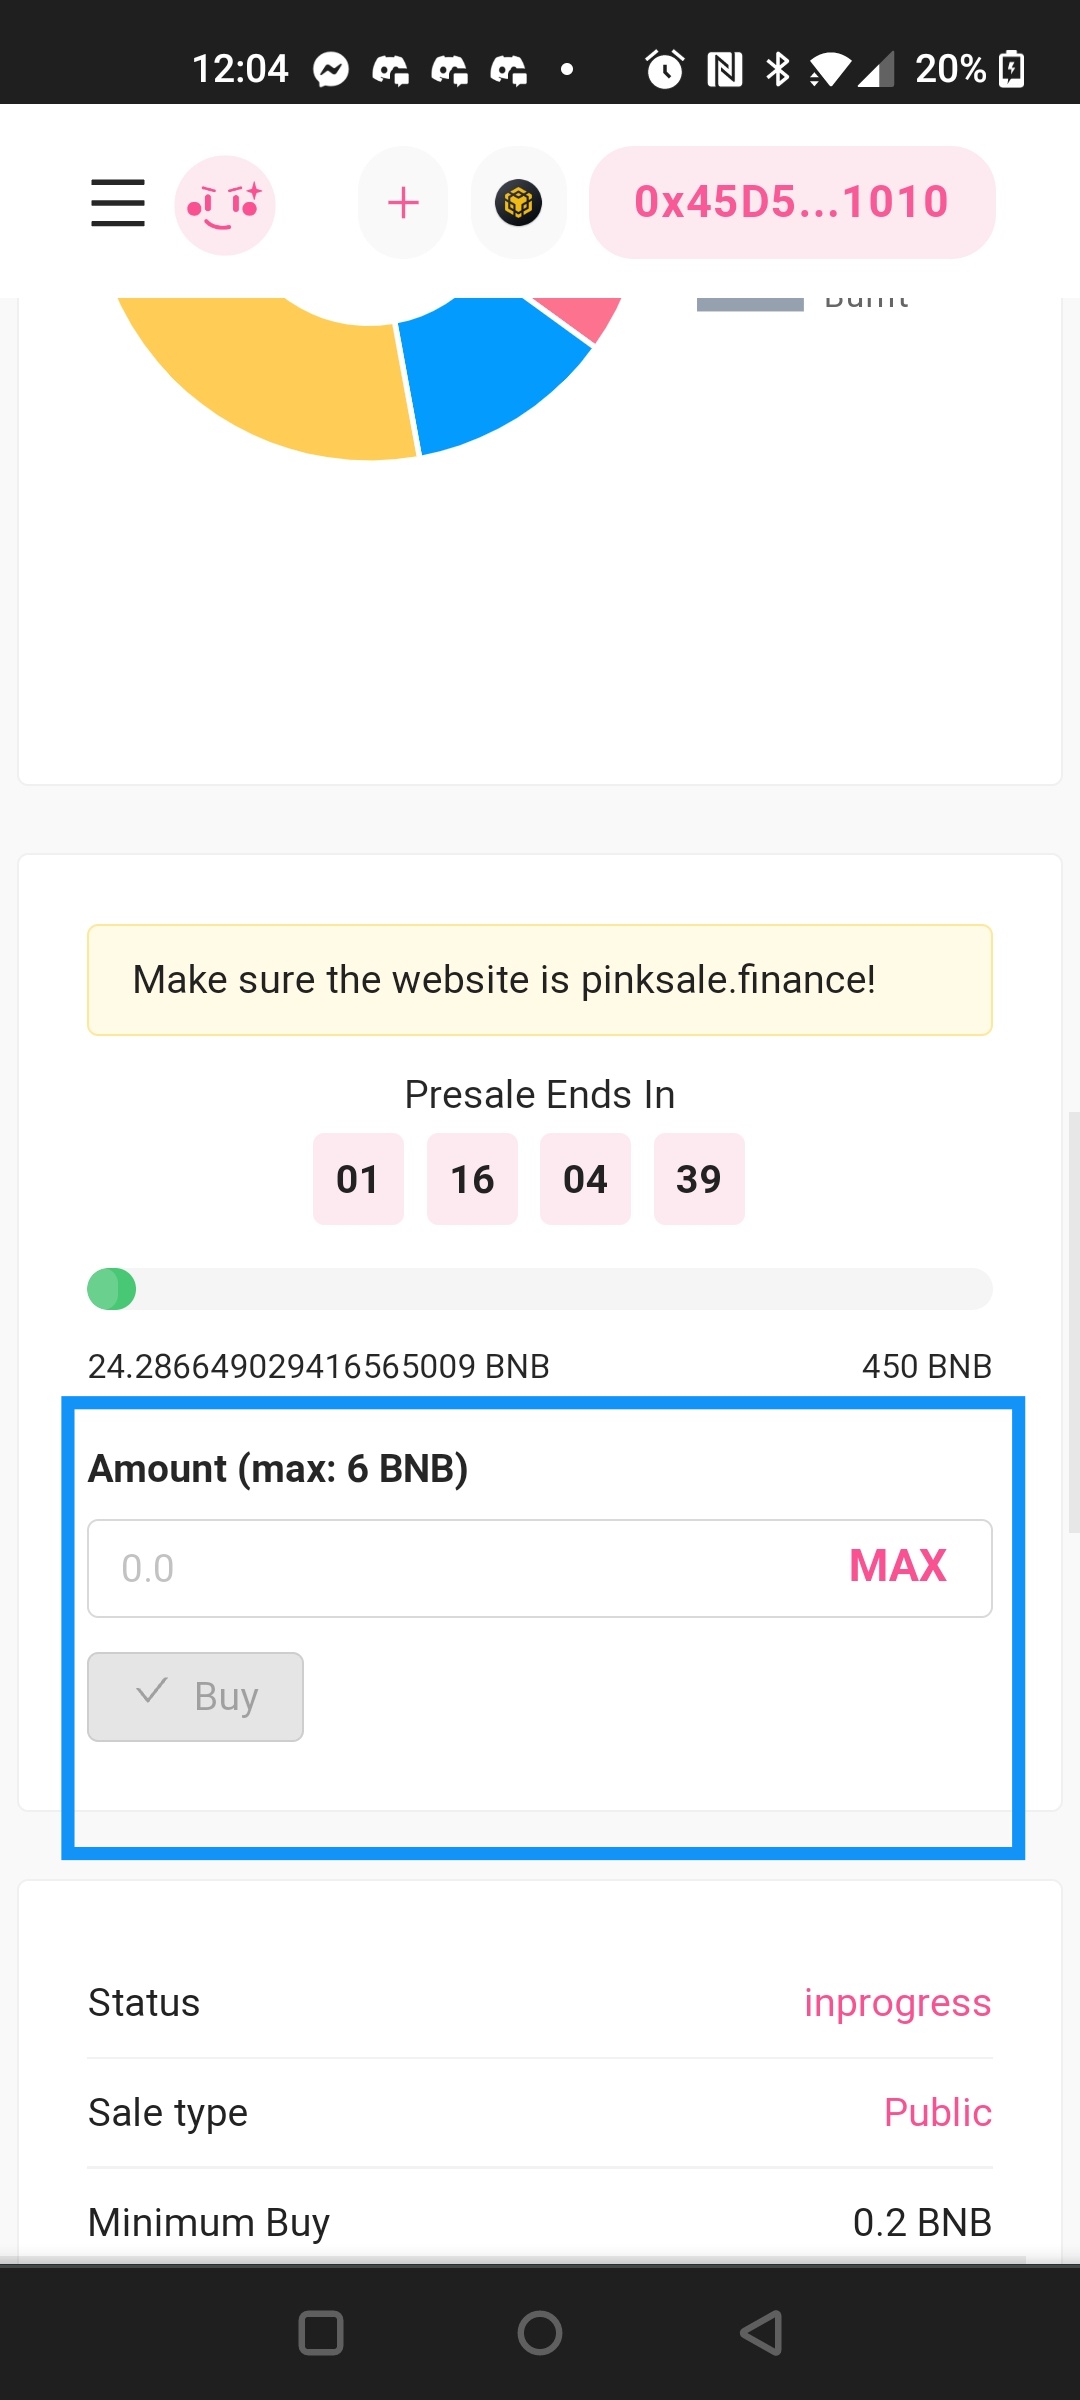 12:04 20%
0x45D5...1010
Burnt
Make sure the website is pinksale.finance!
Presale Ends In
01 16 04 39
24.286649029416565009 BNB 450 BNB
Amount (max: 6 BNB)
0.0 MAX
Buy
Status inprogress
Sale type Public
Minimum Buy 0.2 BNB